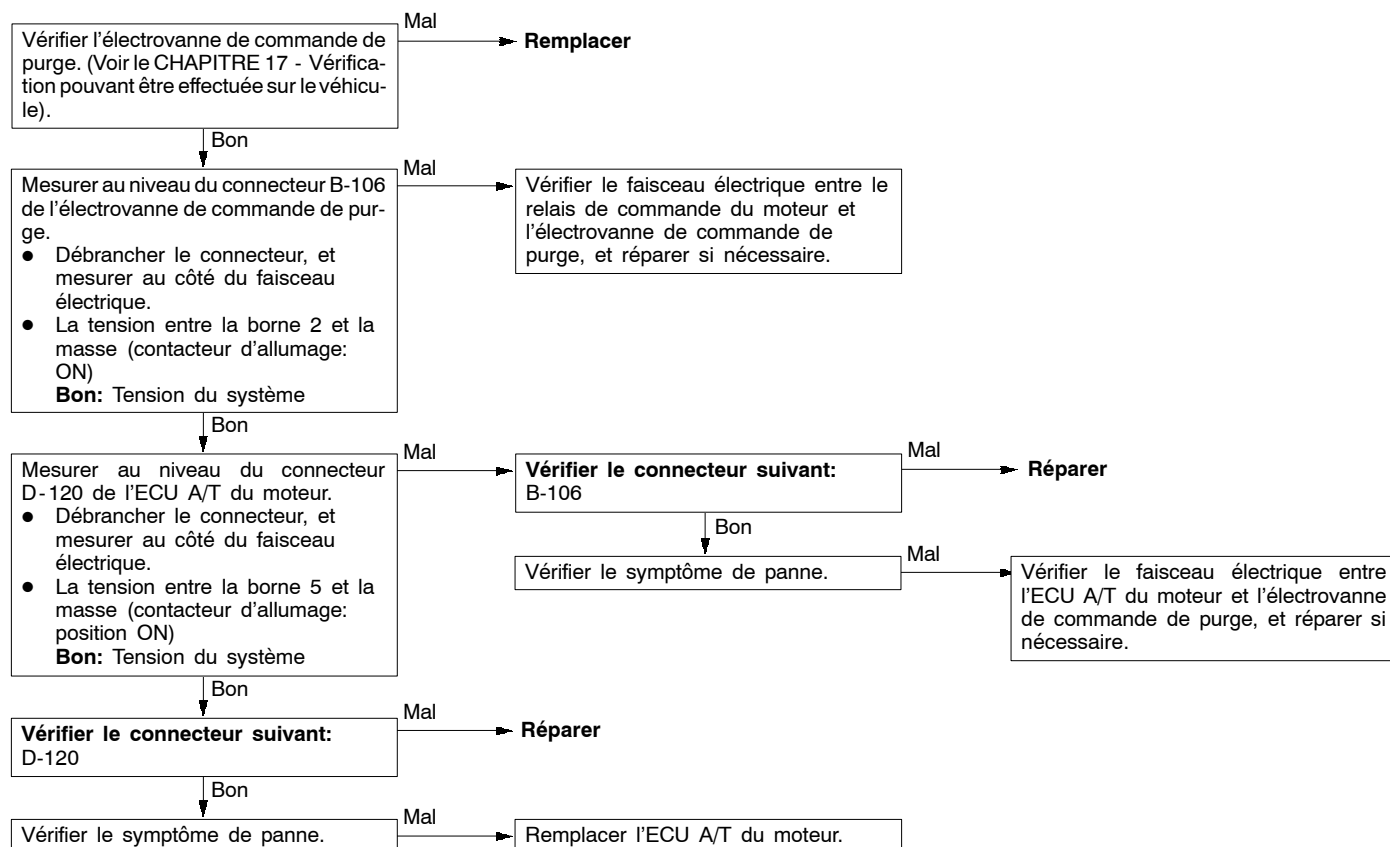 Vérifier l'électrovanne de commande de
purge. (Voir le CHAPITRE 17 - Vérifica-
tion pouvant être effectuée sur le véhicu-
le).
Mal
Remplacer
Bon
Mesurer au niveau du connecteur B-106
de l'électrovanne de commande de pur-
ge.
● Débrancher le connecteur, et
mesurer au côté du faisceau
électrique.
● La tension entre la borne 2 et la
masse (contacteur d'allumage:
ON)
Bon: Tension du système
Mal
Vérifier le faisceau électrique entre le
relais de commande du moteur et
l'électrovanne de commande de
purge, et réparer si nécessaire.
Bon
Mesurer au niveau du connecteur
D-120 de l'ECU A/T du moteur.
● Débrancher le connecteur, et
mesurer au côté du faisceau
électrique.
● La tension entre la borne 5 et la
masse (contacteur d'allumage:
position ON)
Bon: Tension du système
Mal
Vérifier le connecteur suivant:
B-106
Mal
Réparer
Bon
Vérifier le symptôme de panne.
Mal
Vérifier le faisceau électrique entre
l'ECU A/T du moteur et l'électrovanne
de commande de purge, et réparer si
nécessaire.
Bon
Vérifier le connecteur suivant:
D-120
Mal
Réparer
Bon
Vérifier le symptôme de panne.
Mal
Remplacer l'ECU A/T du moteur.